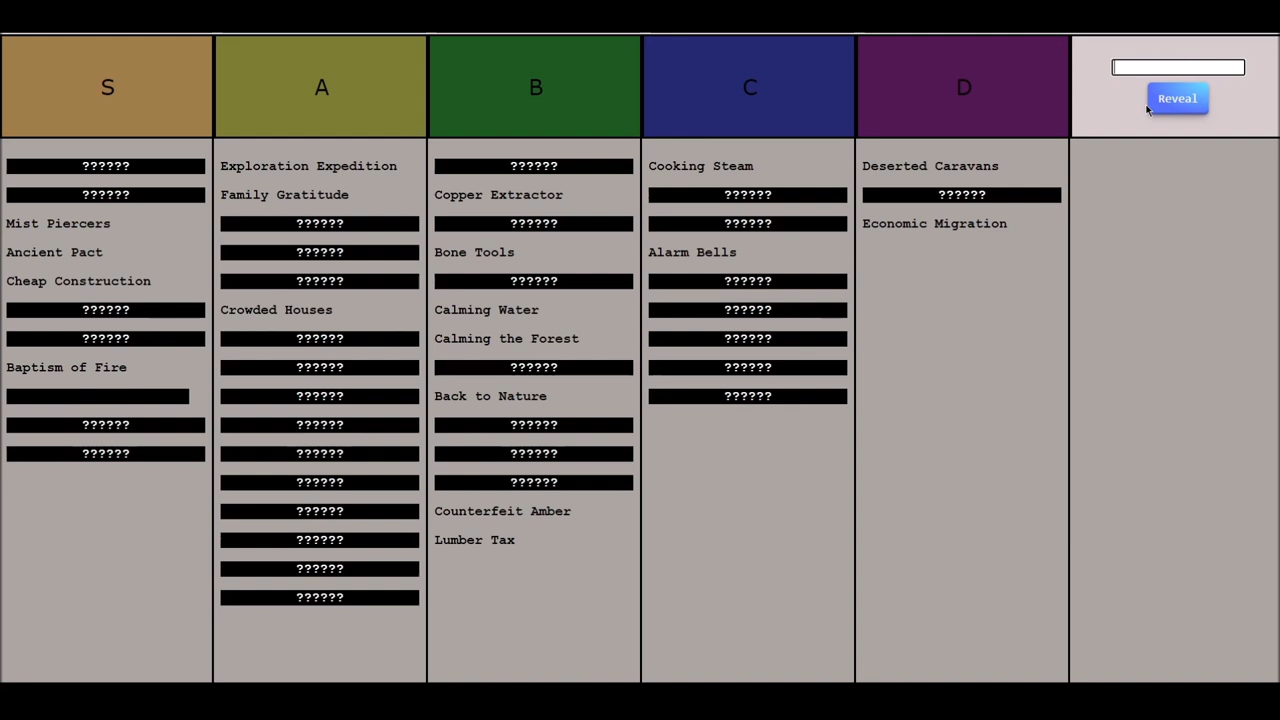 S
A
B
C
D
Reveal
??????
??????
Mist Piercers
Ancient Pact
Cheap Construction
??????
??????
Baptism of Fire
??????
??????
Exploration Expedition
Family Gratitude
??????
??????
??????
Crowded Houses
??????
??????
??????
??????
??????
??????
??????
??????
??????
??????
??????
Copper Extractor
??????
Bone Tools
??????
Calming Water
Calming the Forest
??????
Back to Nature
??????
??????
??????
Counterfeit Amber
Lumber Tax
Cooking Steam
??????
??????
Alarm Bells
??????
??????
??????
??????
??????
Deserted Caravans
??????
Economic Migration